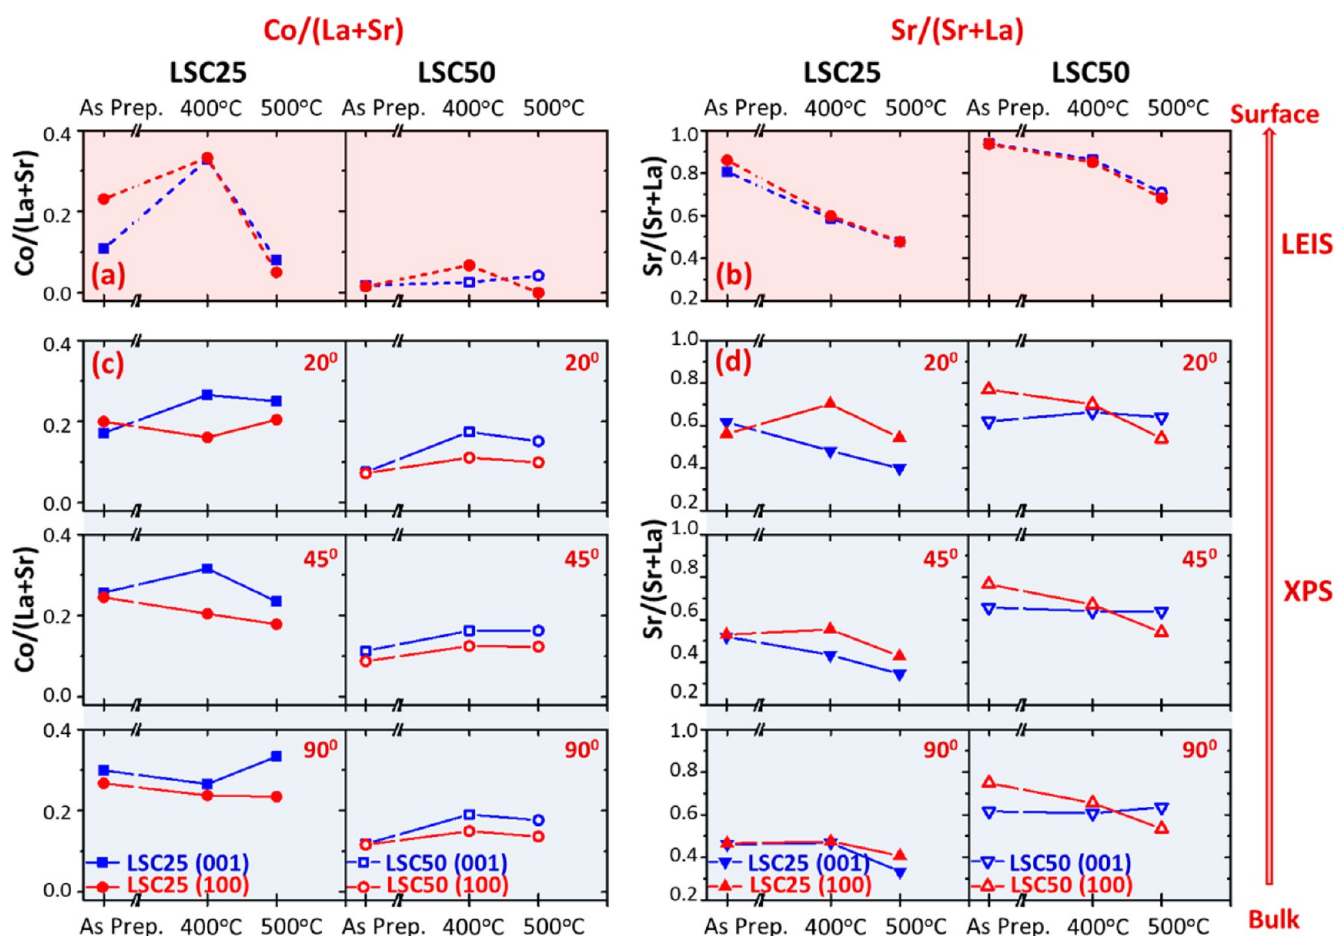 Co/(La+Sr)
Sr/(Sr+La)
LSC25
LSC50
LSC25
LSC50
As Prep. 400°C 500°C
As Prep. 400°C 500°C
As Prep. 400°C 500°C
As Prep. 400°C 500°C
Surface
0.4
0.2
0.0
Co/(La+Sr)
(a)
1.0
0.8
0.6
0.4
0.2
Sr/(Sr+La)
(b)
LEIS
0.4
0.2
0.0
(c)
20⁰
20⁰
1.0
0.8
0.6
0.4
0.2
(d)
20⁰
20⁰
0.4
0.2
0.0
Co/(La+Sr)
45⁰
45⁰
1.0
0.8
0.6
0.4
0.2
Sr/(Sr+La)
45⁰
45⁰
XPS
0.4
0.2
0.0
90⁰
90⁰
LSC25 (001)
LSC25 (100)
LSC50 (001)
LSC50 (100)
1.0
0.8
0.6
0.4
0.2
90⁰
90⁰
LSC25 (001)
LSC25 (100)
LSC50 (001)
LSC50 (100)
As Prep. 400°C 500°C
As Prep. 400°C 500°C
As Prep. 400°C 500°C
As Prep. 400°C 500°C
Bulk